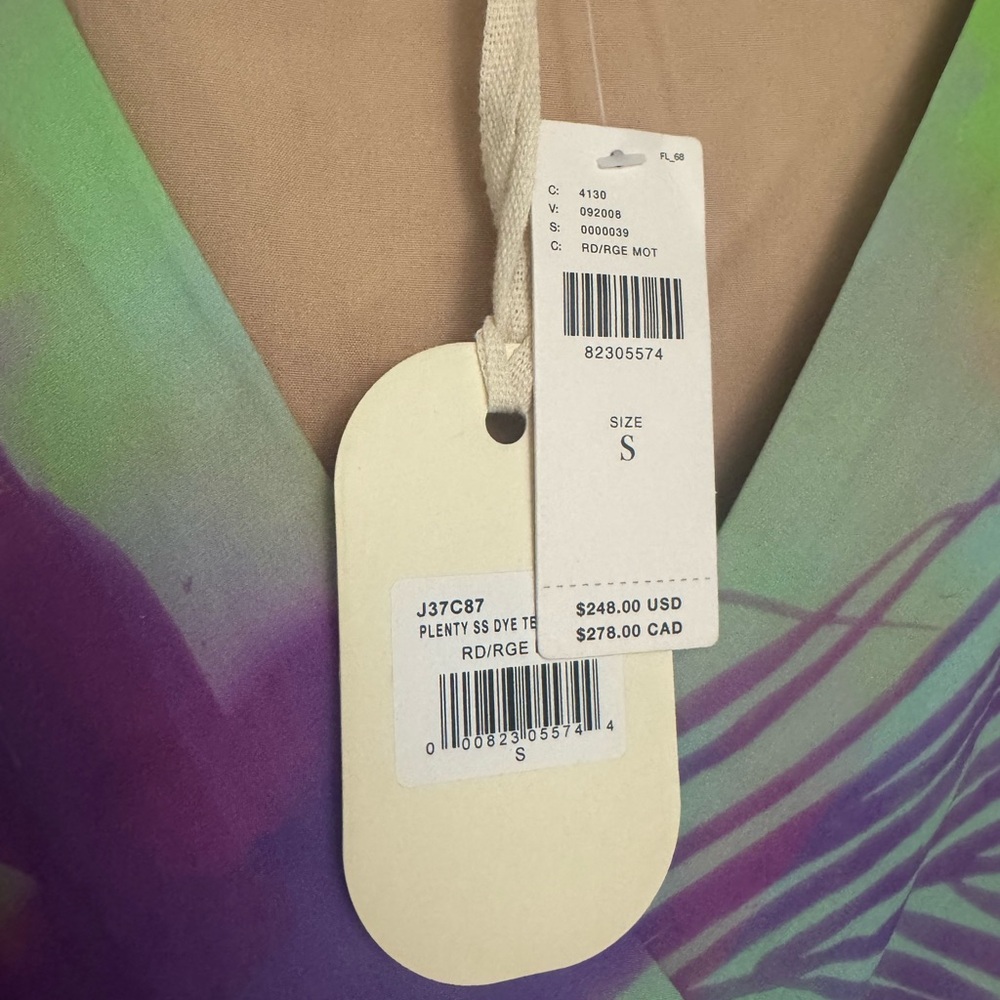 FL_68
C: 4130
V: 092008
S: 0000039
C: RD/RGE MOT
82305574
SIZE
S
$248.00 USD
$278.00 CAD
J37C87
PLENTY SS DYE TE
RD/RGE
0 00823 05574 4
S